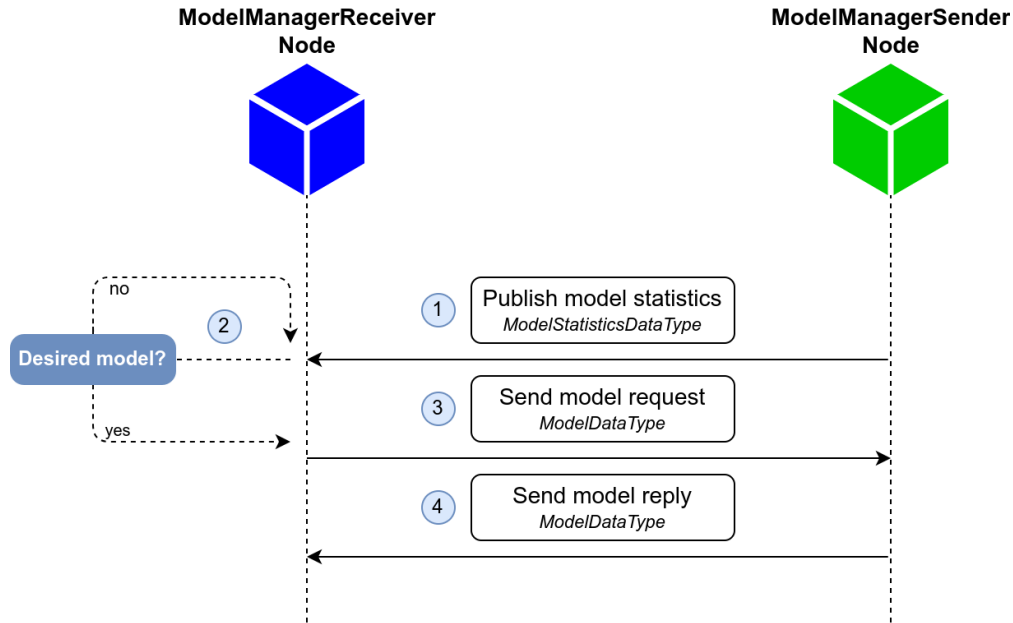 ModelManagerReceiver
Node
ModelManagerSender
Node
no
1
Publish model statistics
ModelStatisticsDataType
2
Desired model?
3
Send model request
ModelDataType
yes
4
Send model reply
ModelDataType